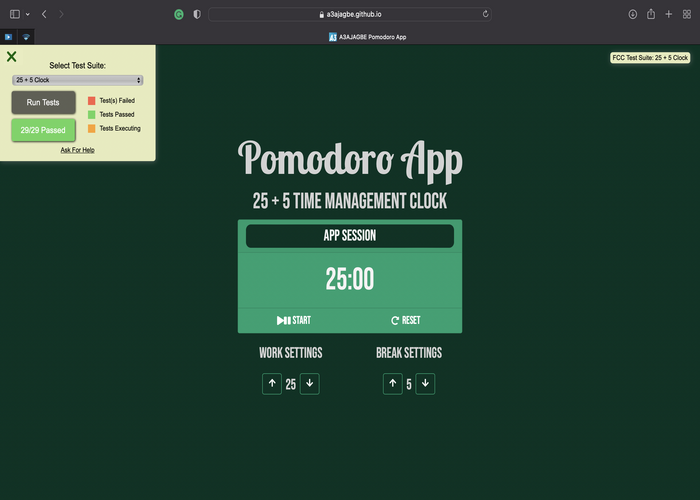 a3ajagbe.github.io
A3 A3AJAGBE Pomodoro App
Select Test Suite:
25 + 5 Clock
Run Tests
29/29 Passed
Test(s) Failed
Tests Passed
Tests Executing
Ask For Help
FCC Test Suite: 25 + 5 Clock
Pomodoro App
25 + 5 TIME MANAGEMENT CLOCK
APP SESSION
25:00
START
RESET
WORK SETTINGS
25
BREAK SETTINGS
5